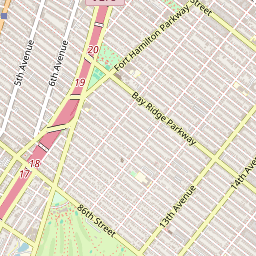 20
Fort Hamilton Parkway
Street
5th Avenue
6th Avenue
19
Bay Ridge Parkway
18
17
13th Avenue
14th Avenue
86th Street